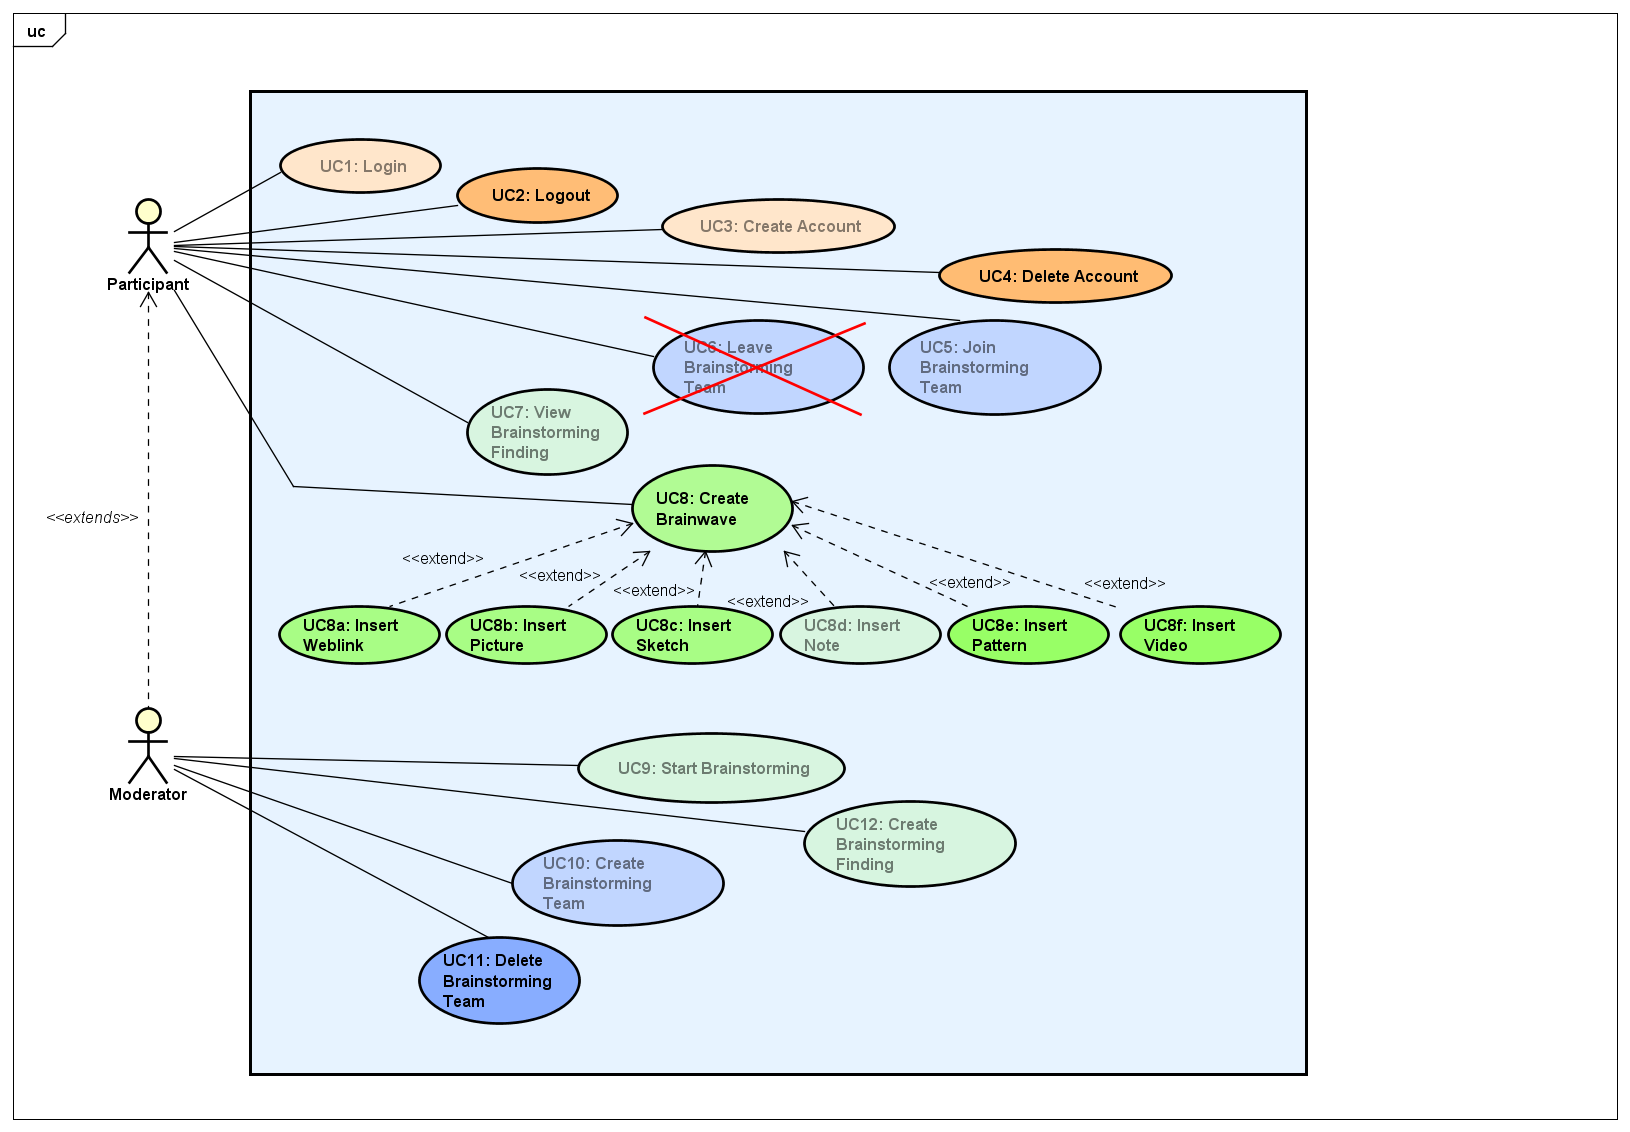 uc
UC1: Login
UC2: Logout
UC3: Create Account
UC4: Delete Account
Participant
UC6: Leave
Brainstorming
Team
UC5: Join
Brainstorming
Team
UC7: View
Brainstorming
Finding
UC8: Create
Brainwave
<<extends>>
<<extend>>
<<extend>>
<<extend>>
<<extend>>
<<extend>>
<<extend>>
UC8a: Insert
Weblink
UC8b: Insert
Picture
UC8c: Insert
Sketch
UC8d: Insert
Note
UC8e: Insert
Pattern
UC8f: Insert
Video
Moderator
UC9: Start Brainstorming
UC12: Create
Brainstorming
Finding
UC10: Create
Brainstorming
Team
UC11: Delete
Brainstorming
Team